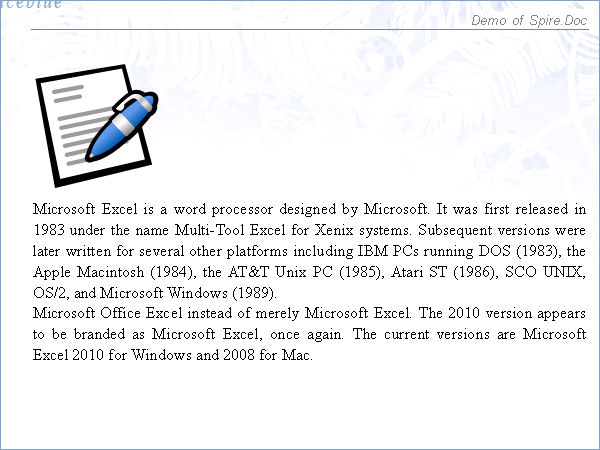 iceblue
Demo of Spire.Doc
Microsoft Excel is a word processor designed by Microsoft. It was first released in
1983 under the name Multi-Tool Excel for Xenix systems. Subsequent versions were
later written for several other platforms including IBM PCs running DOS (1983), the
Apple Macintosh (1984), the AT&T Unix PC (1985), Atari ST (1986), SCO UNIX,
OS/2, and Microsoft Windows (1989).
Microsoft Office Excel instead of merely Microsoft Excel. The 2010 version appears
to be branded as Microsoft Excel, once again. The current versions are Microsoft
Excel 2010 for Windows and 2008 for Mac.